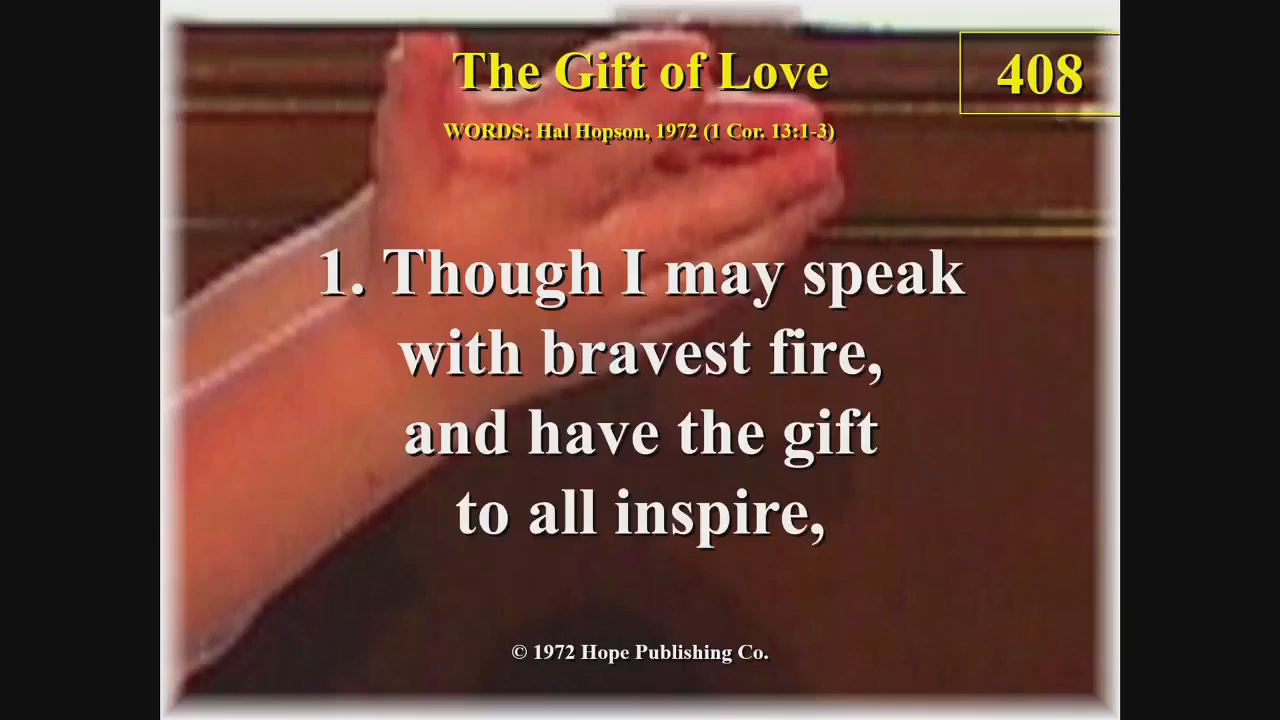 The Gift of Love
408
WORDS: Hal Hopson, 1972 (1 Cor. 13:1-3)
1. Though I may speak
with bravest fire,
and have the gift
to all inspire,
© 1972 Hope Publishing Co.